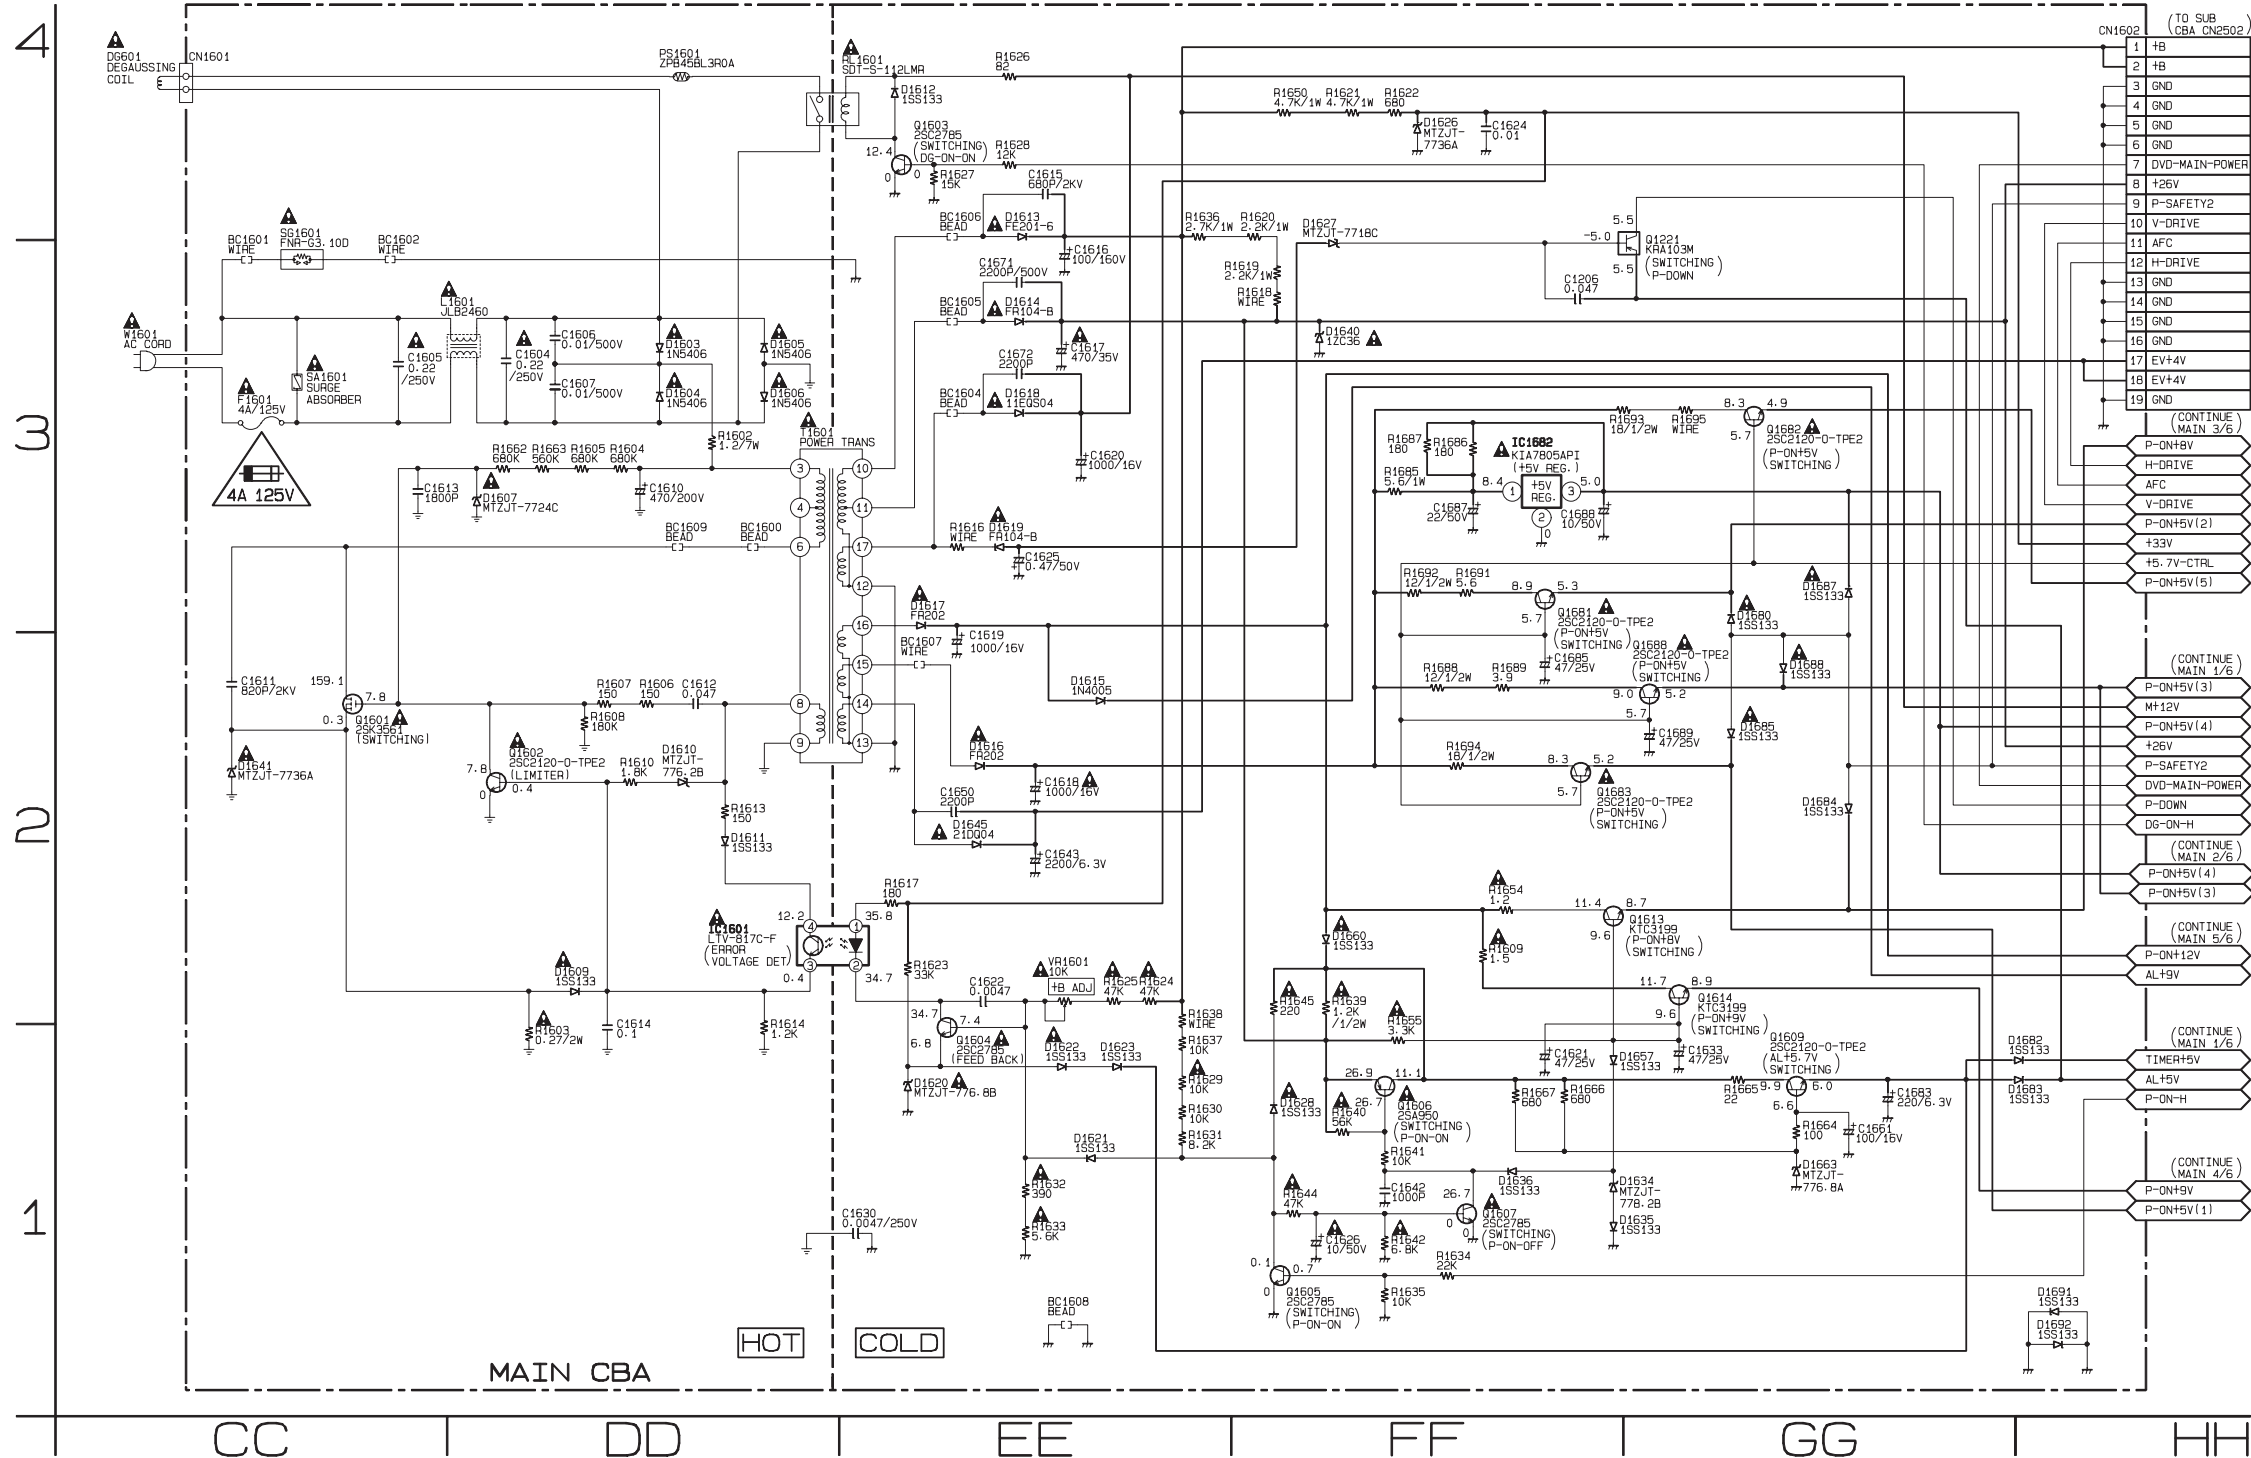 4
3
2
1
DG601
DEGAUSSING
COIL
CN1601
PS1601
ZPB45BL3R0A
RL1601
SDT-S-112LMR
R1626
82
D1612
1SS133
Q1603
2SC2785
(SWITCHING)
DG-ON-ON
12.4
0
0
R1628
12K
R1627
15K
C1615
680P/2KV
BC1606
BEAD
D1613
FE201-6
C1616
100/160V
C1671
2200P/500V
BC1605
BEAD
D1614
FR104-B
C1617
470/35V
C1672
2200P
BC1604
BEAD
D1618
11EQS04
C1620
1000/16V
R1650
4.7K/1W
R1621
4.7K/1W
R1622
680
D1626
MTZJT-
7736A
C1624
0.01
R1636
2.7K/1W
R1620
2.2K/1W
D1627
MTZJT-7718C
R1619
2.2K/1W
R1618
WIRE
D1640
1ZC36
5.5
-5.0
5.5
Q1221
KRA103M
(SWITCHING)
P-DOWN
C1206
0.047
CN1602
(TO SUB
CBA CN2502)
1 +B
2 +B
3 GND
4 GND
5 GND
6 GND
7 DVD-MAIN-POWER
8 +26V
9 P-SAFETY2
10 V-DRIVE
11 AFC
12 H-DRIVE
13 GND
14 GND
15 GND
16 GND
17 EV+4V
18 EV+4V
19 GND
(CONTINUE
MAIN 3/6)
P-ON+8V
H-DRIVE
AFC
V-DRIVE
P-ON+5V(2)
+33V
+5.7V-CTRL
P-ON+5V(5)
(CONTINUE
MAIN 1/6)
P-ON+5V(3)
M+12V
P-ON+5V(4)
+26V
P-SAFETY2
DVD-MAIN-POWER
P-DOWN
DG-ON-H
(CONTINUE
MAIN 2/6)
P-ON+5V(4)
P-ON+5V(3)
(CONTINUE
MAIN 5/6)
P-ON+12V
AL+9V
(CONTINUE
MAIN 1/6)
TIMER+5V
AL+5V
P-ON-H
(CONTINUE
MAIN 4/6)
P-ON+9V
P-ON+5V(1)
BC1601
WIRE
SG1601
FNR-G3.10D
BC1602
WIRE
W1601
AC CORD
L1601
JLB2460
C1605
0.22
/250V
C1604
0.22
/250V
C1606
0.01/500V
C1607
0.01/500V
D1603
1N5406
D1605
1N5406
D1604
1N5406
D1606
1N5406
SA1601
SURGE
ABSORBER
F1601
4A/125V
4A 125V
R1602
1.2/7W
T1601
POWER TRANS
R1662
680K
R1663
560K
R1605
680K
R1604
680K
C1613
1800P
D1607
MTZJT-7724C
C1610
470/200V
BC1609
BEAD
BC1600
BEAD
3
4
6
8
9
10
11
17
12
16
15
14
13
R1616
WIRE
D1619
FR104-B
C1625
0.47/50V
D1617
FR202
BC1607
WIRE
C1619
1000/16V
D1615
1N4005
D1616
FR202
C1618
1000/16V
C1650
2200P
D1645
21DQ04
C1643
2200/6.3V
C1611
820P/2KV
159.1
7.8
0.3
Q1601
2SK3561
(SWITCHING)
D1641
MTZJT-7736A
R1607
150
R1606
150
C1612
0.047
R1608
180K
Q1602
2SC2120-O-TPE2
(LIMITER)
7.8
0
0.4
R1610
1.8K
D1610
MTZJT-
776.2B
R1613
150
D1611
1SS133
IC1601
LTV-817C-F
(ERROR
VOLTAGE DET)
12.2
4
3
0.4
35.8
1
2
34.7
R1617
180
D1609
1SS133
R1603
0.27/2W
C1614
0.1
R1614
1.2K
R1623
33K
C1622
0.0047
VR1601
10K
+B ADJ
R1625
47K
R1624
47K
34.7
7.4
6.8
Q1604
2SC2785
(FEED BACK)
D1622
1SS133
D1623
1SS133
D1620
MTZJT-776.8B
R1638
WIRE
R1637
10K
R1629
10K
R1630
10K
R1631
8.2K
D1621
1SS133
R1632
390
R1633
5.6K
C1630
0.0047/250V
BC1608
BEAD
R1693
18/1/2W
R1695
WIRE
8.3
4.9
5.7
Q1682
2SC2120-O-TPE2
(P-ON+5V
SWITCHING)
R1687
180
R1686
180
IC1682
KIA7805API
(+5V REG.)
R1685
5.6/1W
8.4
1
+5V
REG.
3
5.0
2
0
C1687
22/50V
C1688
10/50V
R1692
12/1/2W
R1691
5.6
8.9
5.3
5.7
Q1681
2SC2120-O-TPE2
(P-ON+5V
SWITCHING)
C1685
47/25V
D1687
1SS133
D1680
1SS133
D1688
1SS133
Q1688
2SC2120-O-TPE2
(P-ON+5V
SWITCHING)
R1688
12/1/2W
R1689
3.9
9.0
5.2
5.7
C1689
47/25V
D1685
1SS133
R1694
18/1/2W
8.3
5.2
5.7
Q1683
2SC2120-O-TPE2
(P-ON+5V
SWITCHING)
D1684
1SS133
R1654
1.2
11.4
8.7
9.6
Q1613
KTC3199
(P-ON+8V
SWITCHING)
R1609
1.5
D1660
1SS133
11.7
8.9
9.6
Q1614
KTC3199
(P-ON+9V
SWITCHING)
R1645
220
R1639
1.2K
/1/2W
R1655
3.3K
C1621
47/25V
D1657
1SS133
C1633
47/25V
Q1609
2SC2120-O-TPE2
(AL+5.7V
SWITCHING)
D1682
1SS133
D1683
1SS133
26.9
11.1
26.7
D1628
1SS133
R1640
56K
Q1606
2SA950
(SWITCHING)
P-ON-ON
R1667
680
R1666
680
R1665
22
9.9
6.0
6.6
R1664
100
C1661
100/16V
C1683
220/6.3V
D1663
MTZJT-
776.8A
R1641
10K
C1642
1000P
D1636
1SS133
D1634
MTZJT-
778.2B
D1635
1SS133
R1644
47K
C1626
10/50V
R1642
6.8K
26.7
0
0
Q1607
2SC2785
(SWITCHING)
P-ON-OFF
0.1
0.7
0
Q1605
2SC2785
(SWITCHING)
P-ON-ON
R1634
22K
R1635
10K
D1691
1SS133
D1692
1SS133
HOT
COLD
MAIN CBA
CC
DD
EE
FF
GG
HH